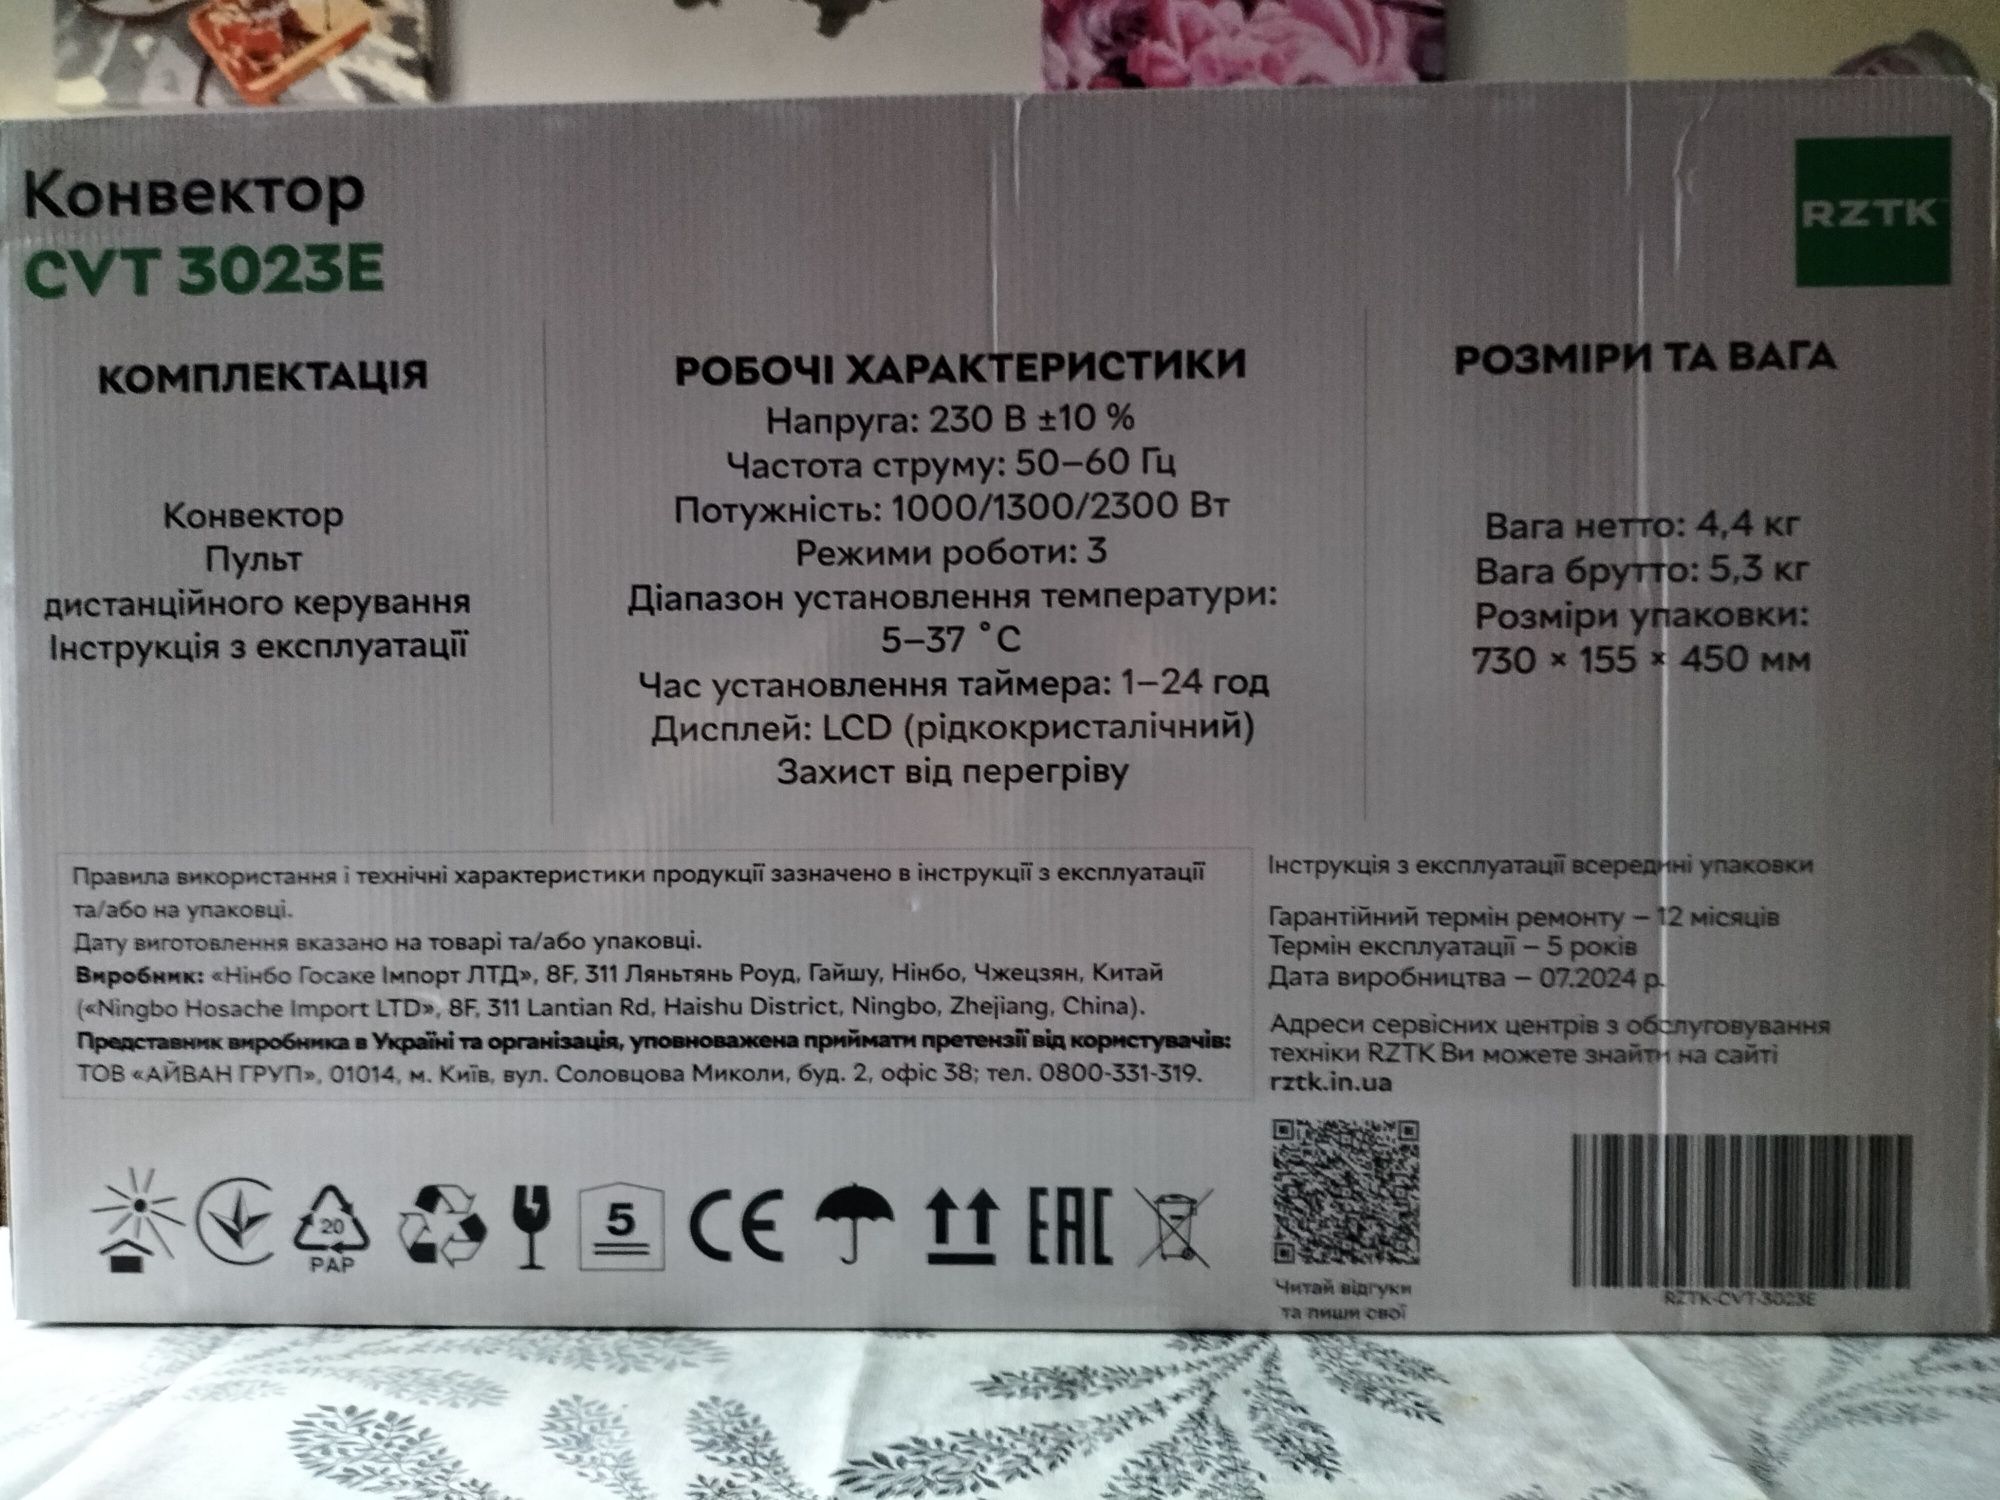 Конвектор
CVT 3023E
RZTK
КОМПЛЕКТАЦІЯ
Конвектор
Пульт
дистанційного керування
Інструкція з експлуатації
РОБОЧІ ХАРАКТЕРИСТИКИ
Напруга: 230 В ±10 %
Частота струму: 50–60 Гц
Потужність: 1000/1300/2300 Вт
Режими роботи: 3
Діапазон установлення температури:
5–37 °С
Час установлення таймера: 1–24 год
Дисплей: LCD (рідкокристалічний)
Захист від перегріву
РОЗМІРИ ТА ВАГА
Вага нетто: 4,4 кг
Вага брутто: 5,3 кг
Розміри упаковки:
730 × 155 × 450 мм
Правила використання і технічні характеристики продукції зазначено в інструкції з експлуатації
та/або на упаковці.
Дату виготовлення вказано на товарі та/або упаковці.
Виробник: «Нінбо Госаке Імпорт ЛТД», 8F, 311 Ляньтянь Роуд, Гайшу, Нінбо, Чжецзян, Китай
(«Ningbo Hosache Import LTD», 8F, 311 Lantian Rd, Haishu District, Ningbo, Zhejiang, China).
Представник виробника в Україні та організація, уповноважена приймати претензії від користувачів:
ТОВ «АЙВАН ГРУП», 01014, м. Київ, вул. Соловцова Миколи, буд. 2, офіс 38; тел. 0800-331-319.
Інструкція з експлуатації всередині упаковки
Гарантійний термін ремонту – 12 місяців
Термін експлуатації – 5 років
Дата виробництва – 07.2024 р.
Адреси сервісних центрів з обслуговування
техніки RZTK Ви можете знайти на сайті
rztk.in.ua
20
PAP
5
CE
EAC
Читай відгуки
та пиши свої
RZTK-CVT-3023E